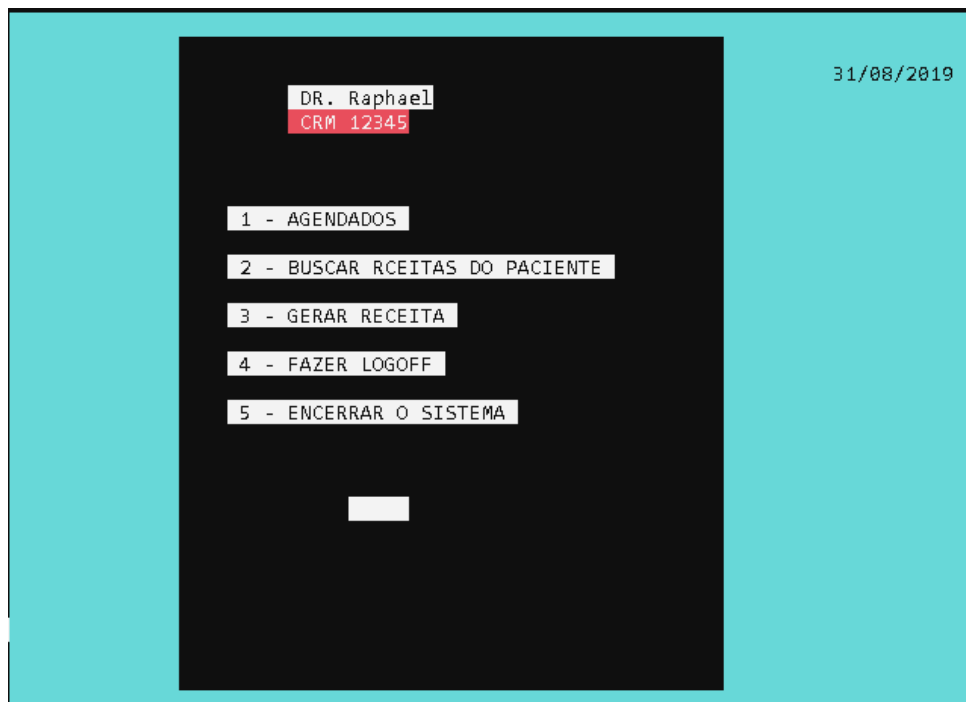 31/08/2019
DR. Raphael
CRM 12345
1 - AGENDADOS
2 - BUSCAR RCEITAS DO PACIENTE
3 - GERAR RECEITA
4 - FAZER LOGOFF
5 - ENCERRAR O SISTEMA